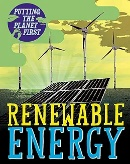 PUTTING
THE PLANET
FIRST
RENEWABLE
ENERGY